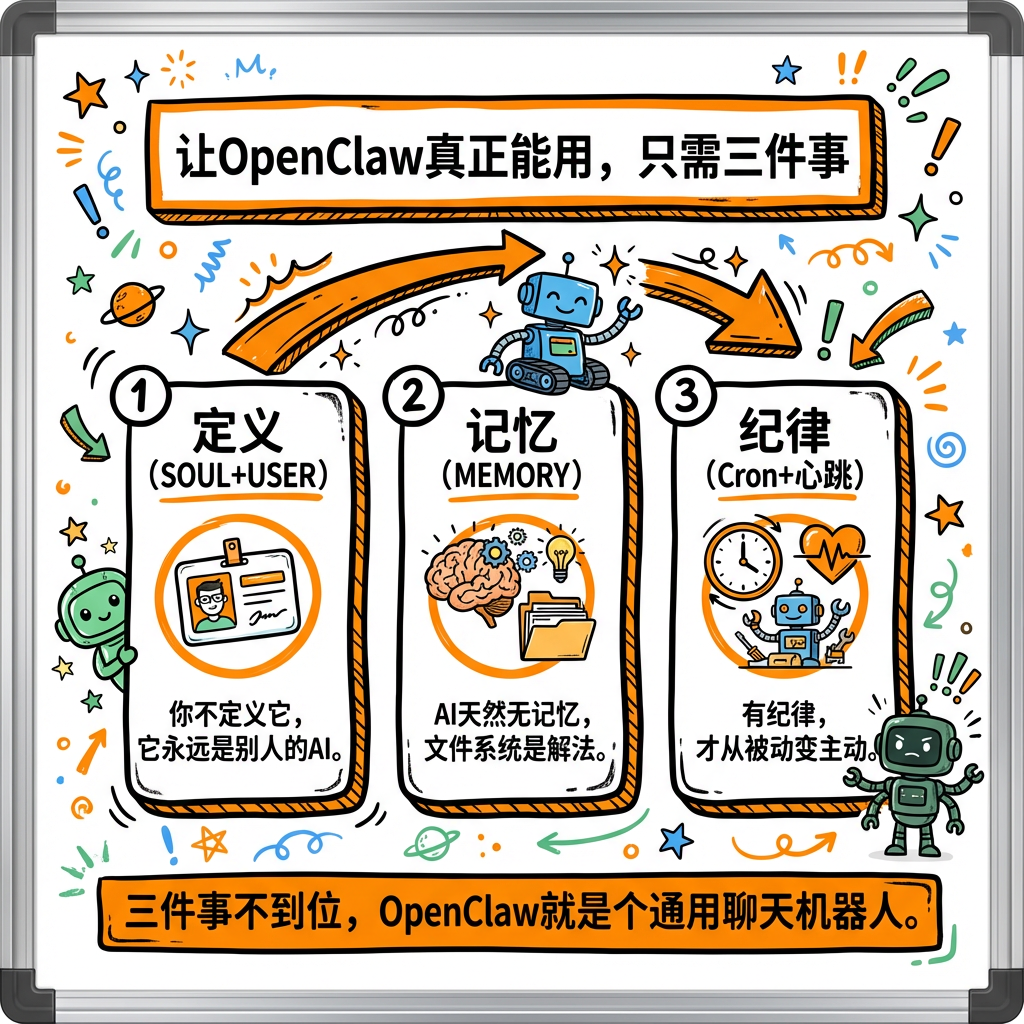 让OpenClaw真正能用，只需三件事
1
定义
（SOUL+USER）
你不定义它，
它永远是别人的AI。
2
记忆
（MEMORY）
AI天然无记忆，
文件系统是解法。
3
纪律
（Cron+心跳）
有纪律，
才从被动变主动。
三件事不到位，OpenClaw就是个通用聊天机器人。